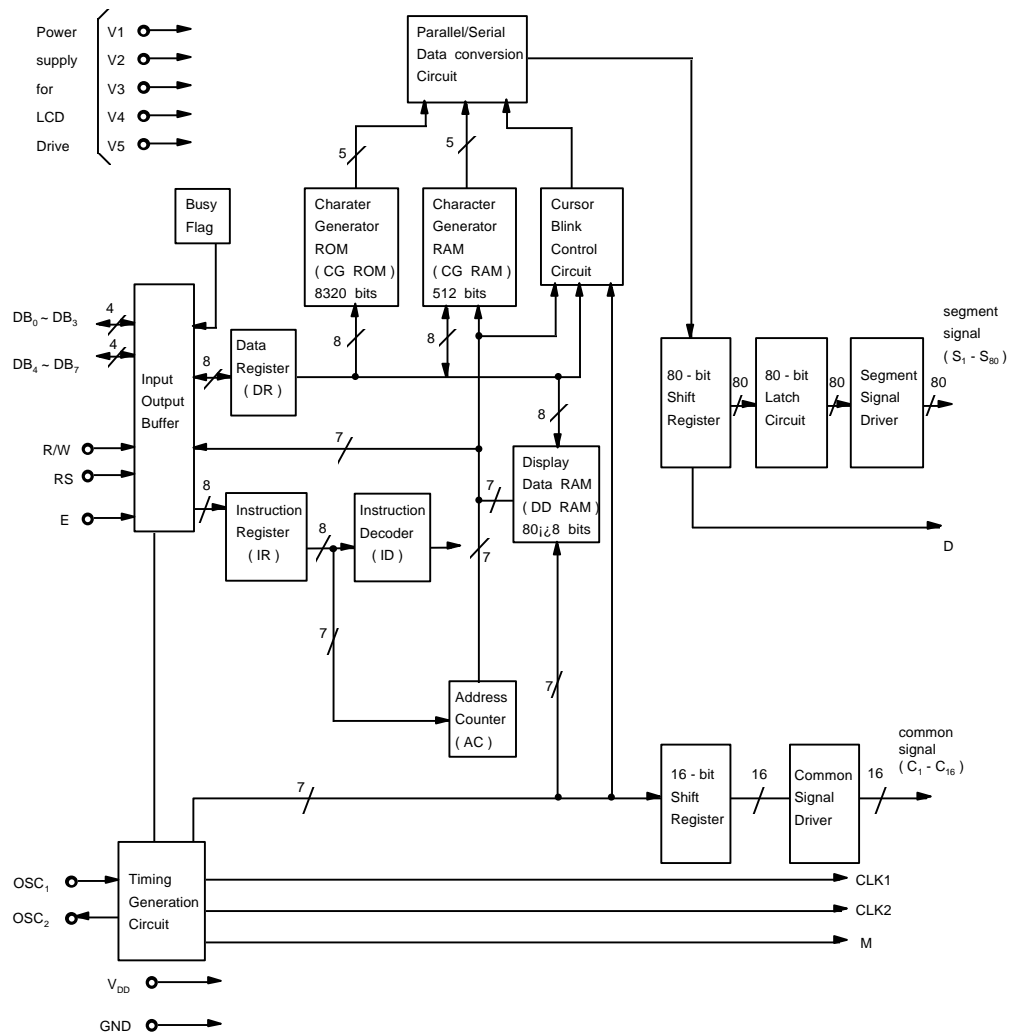 Power V1
supply V2
for V3
LCD V4
Drive V5
Parallel/Serial
Data conversion
Circuit
5
5
Busy
Flag
Charater
Generator
ROM
( CG ROM )
8320 bits
Character
Generator
RAM
( CG RAM )
512 bits
Cursor
Blink
Control
Circuit
DB0 ~ DB3
4
DB4 ~ DB7
4
Input
Output
Buffer
8
Data
Register
( DR )
8
8
8
R/W
RS
E
7
8
Instruction
Register
( IR )
8
Instruction
Decoder
( ID )
7
Display
Data RAM
( DD RAM )
80¡¿8 bits
7
7
Address
Counter
( AC )
7
80 - bit
Shift
Register
80
80 - bit
Latch
Circuit
80
Segment
Signal
Driver
80
segment
signal
( S1 - S80 )
D
7
16 - bit
Shift
Register
16
Common
Signal
Driver
16
common
signal
( C1 - C16 )
OSC1
OSC2
Timing
Generation
Circuit
CLK1
CLK2
M
VDD
GND